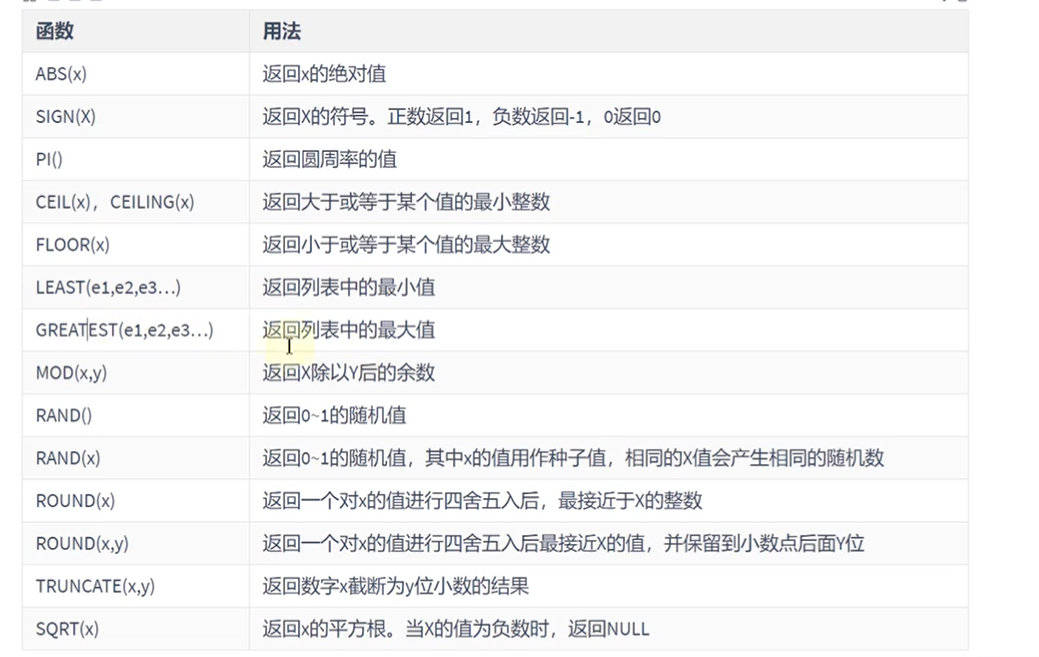 函数 用法
ABS(x) 返回x的绝对值
SIGN(X) 返回X的符号。正数返回1，负数返回-1，0返回0
PI() 返回圆周率的值
CEIL(x)，CEILING(x) 返回大于或等于某个值的最小整数
FLOOR(x) 返回小于或等于某个值的最大整数
LEAST(e1,e2,e3…) 返回列表中的最小值
GREATEST(e1,e2,e3…) 返回列表中的最大值
MOD(x,y) 返回X除以Y后的余数
RAND() 返回0~1的随机值
RAND(x) 返回0~1的随机值，其中x的值用作种子值，相同的X值会产生相同的随机数
ROUND(x) 返回一个对x的值进行四舍五入后，最接近于X的整数
ROUND(x,y) 返回一个对x的值进行四舍五入后最接近X的值，并保留到小数点后面Y位
TRUNCATE(x,y) 返回数字x截断为y位小数的结果
SQRT(x) 返回x的平方根。当X的值为负数时，返回NULL